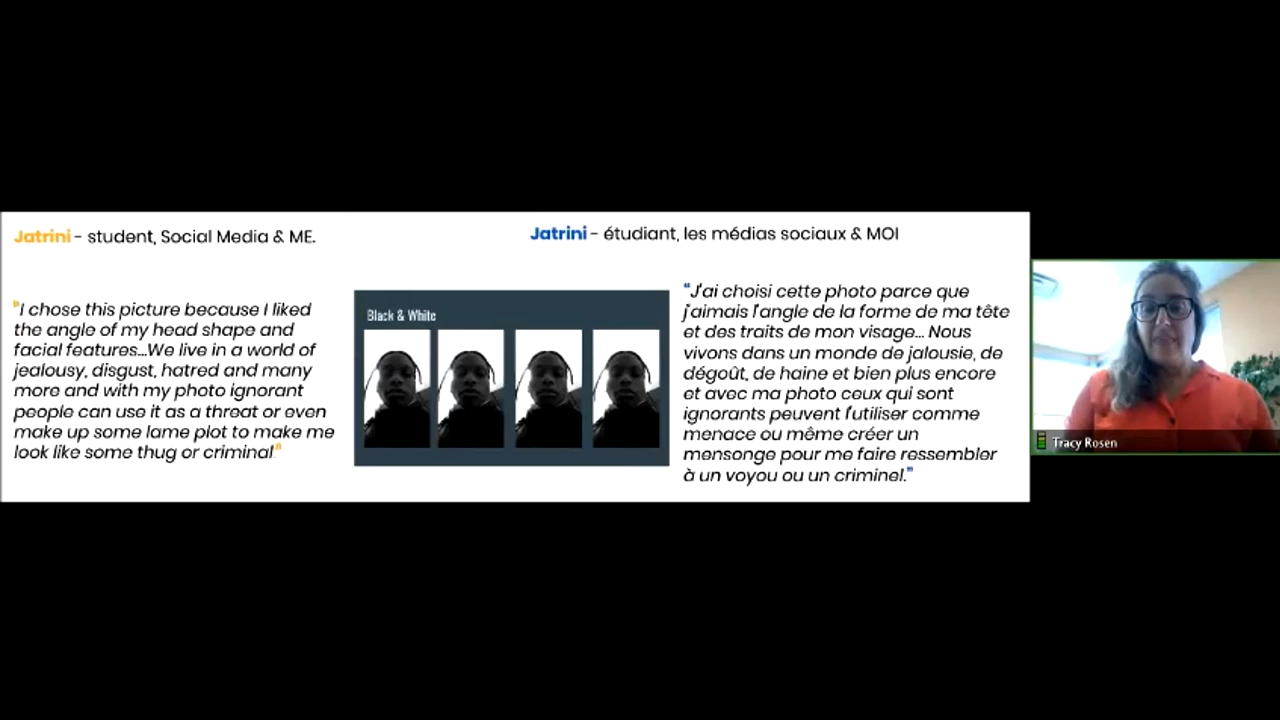 Jatrini - student, Social Media & ME.
"I chose this picture because I liked
the angle of my head shape and
facial features...We live in a world of
jealousy, disgust, hatred and many
more and with my photo ignorant
people can use it as a threat or even
make up some lame plot to make me
look like some thug or criminal"
Black & White
Jatrini - étudiant, les médias sociaux & MOI
"J'ai choisi cette photo parce que
j'aimais l'angle de la forme de ma tête
et des traits de mon visage... Nous
vivons dans un monde de jalousie, de
dégoût, de haine et bien plus encore
et avec ma photo ceux qui sont
ignorants peuvent l'utiliser comme
menace ou même créer un
mensonge pour me faire ressembler
à un voyou ou un criminel."
Tracy Rosen